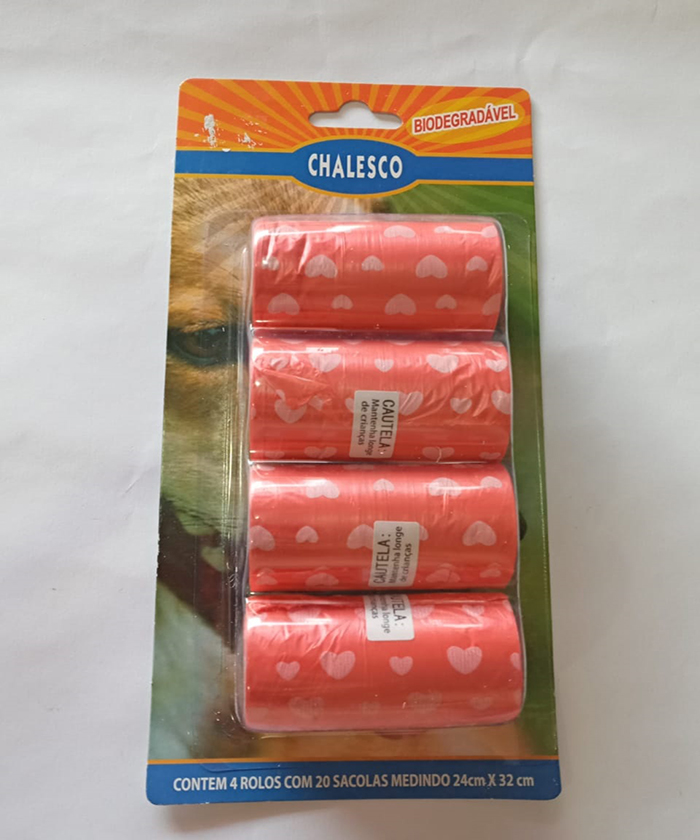 BIODEGRADÁVEL
CHALESCO
CAUTELA:
Mantenha longe
de crianças
CAUTELA:
Mantenha longe
de crianças
longe
CONTEM 4 ROLOS COM 20 SACOLAS MEDINDO 24cm X 32 cm